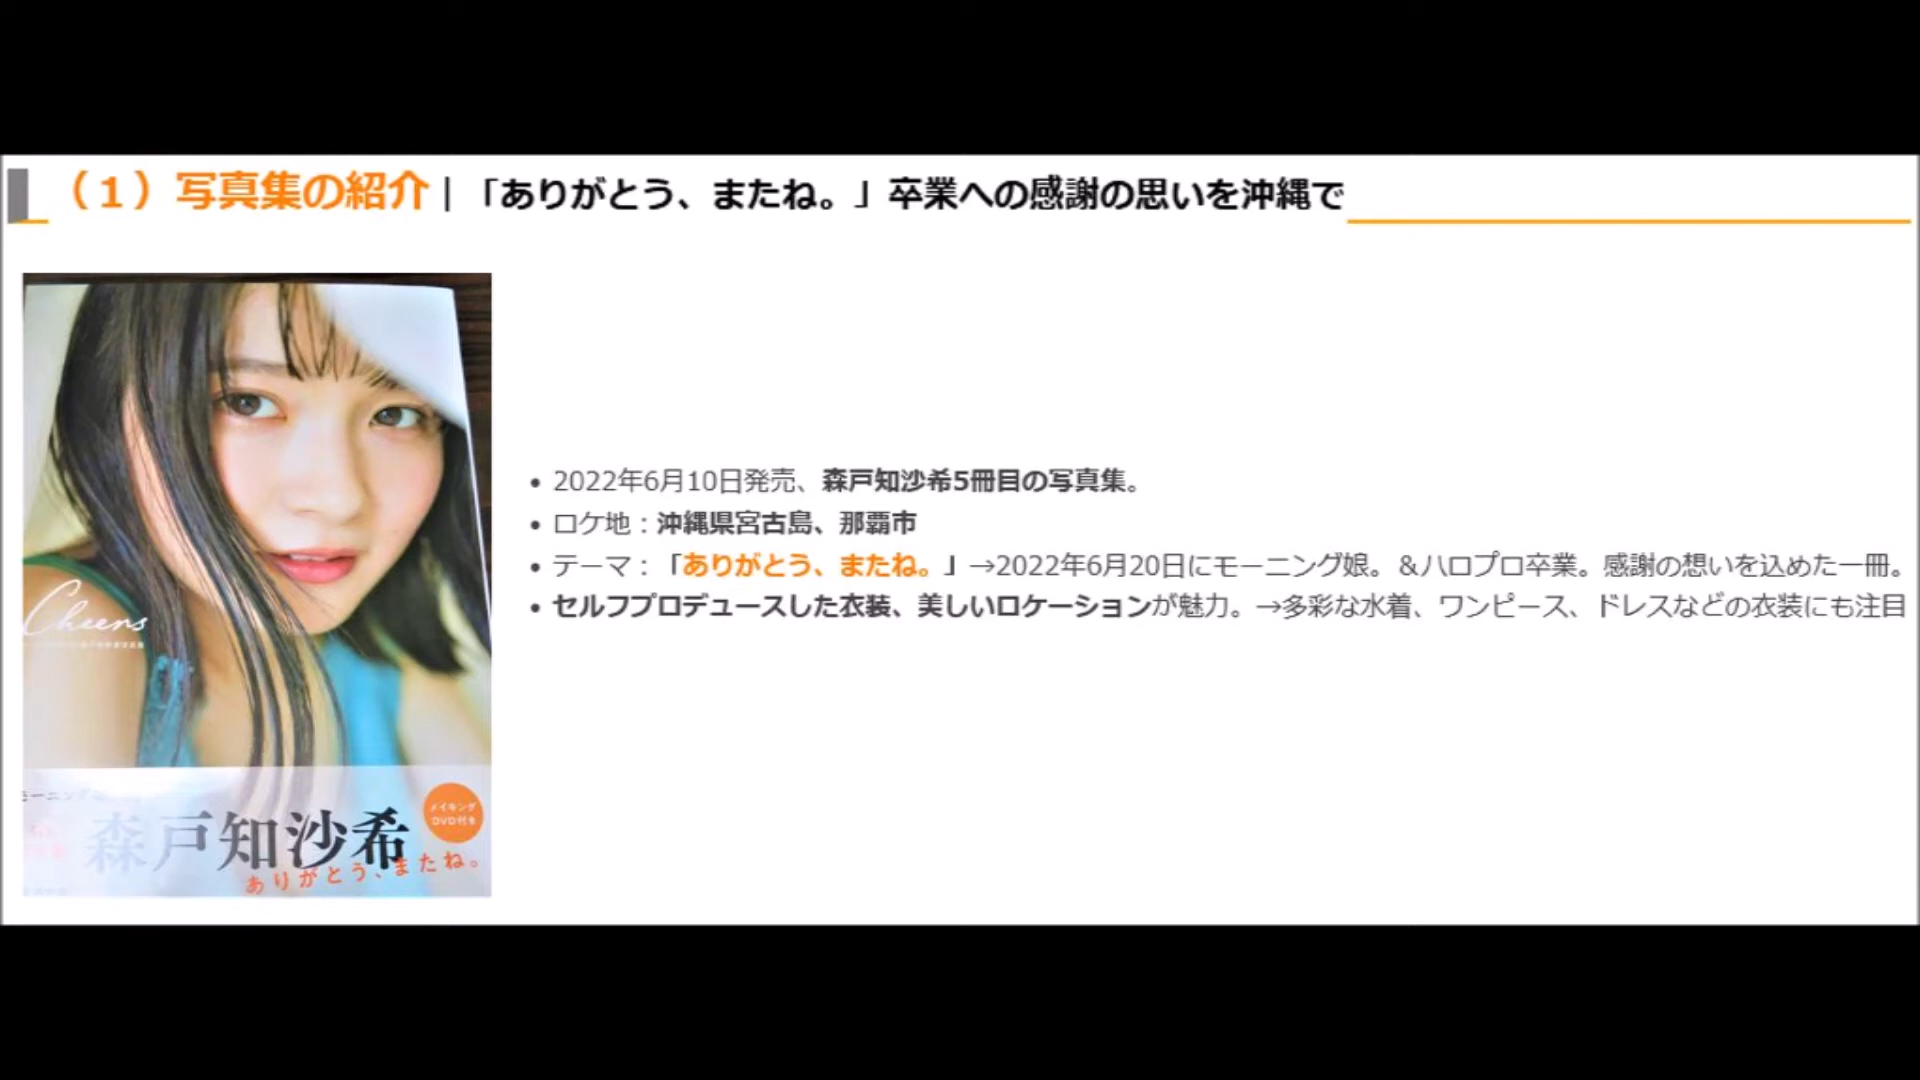 （１）写真集の紹介｜「ありがとう、またね。」卒業への感謝の思いを沖縄で
Cheers
モーニング
森戸知沙希
メイキング
DVD付き
ありがとう、またね。
• 2022年6月10日発売、森戸知沙希5冊目の写真集。
• ロケ地：沖縄県宮古島、那覇市
• テーマ：「ありがとう、またね。」→2022年6月20日にモーニング娘。＆ハロプロ卒業。感謝の想いを込めた一冊。
• セルフプロデュースした衣装、美しいロケーションが魅力。→多彩な水着、ワンピース、ドレスなどの衣装にも注目